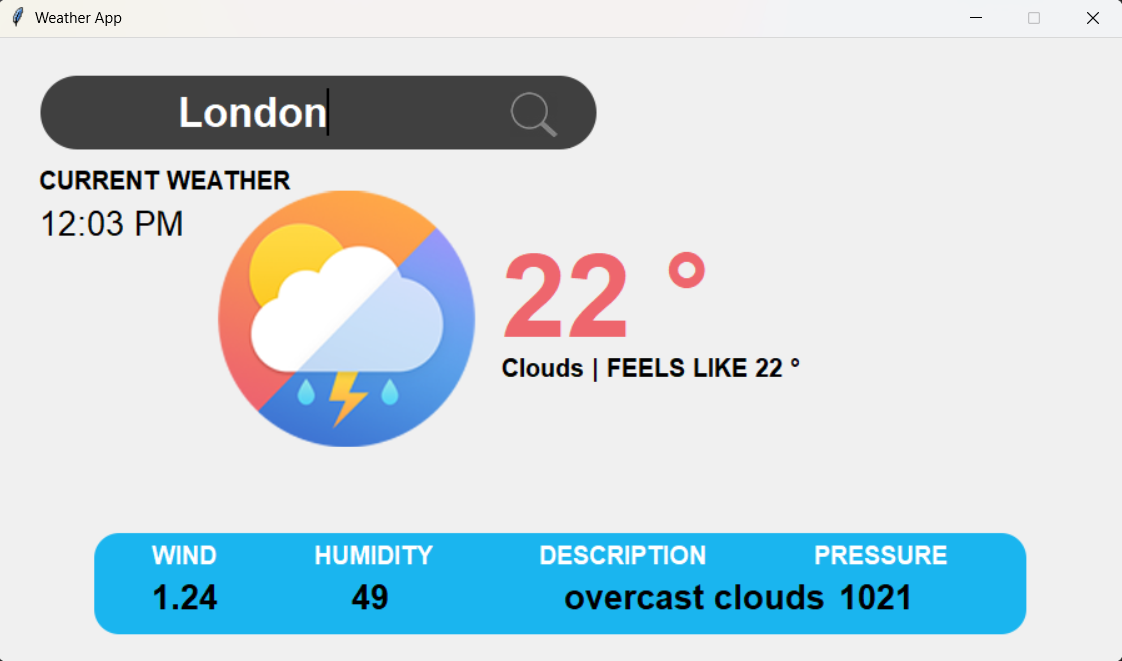 Weather App
London
CURRENT WEATHER
12:03 PM
22 °
Clouds | FEELS LIKE 22 °
WIND HUMIDITY DESCRIPTION PRESSURE
1.24 49 overcast clouds 1021